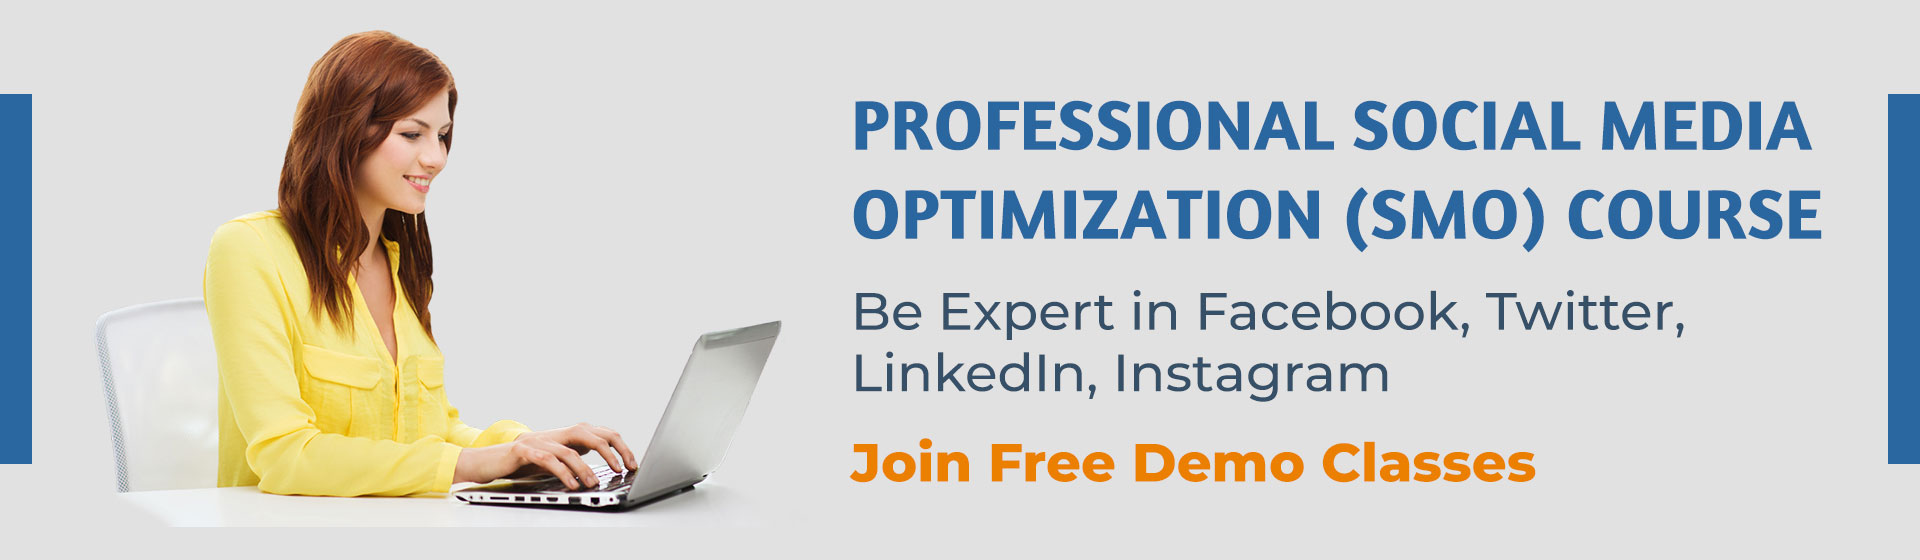 PROFESSIONAL SOCIAL MEDIA
OPTIMIZATION (SMO) COURSE
Be Expert in Facebook, Twitter,
LinkedIn, Instagram
Join Free Demo Classes